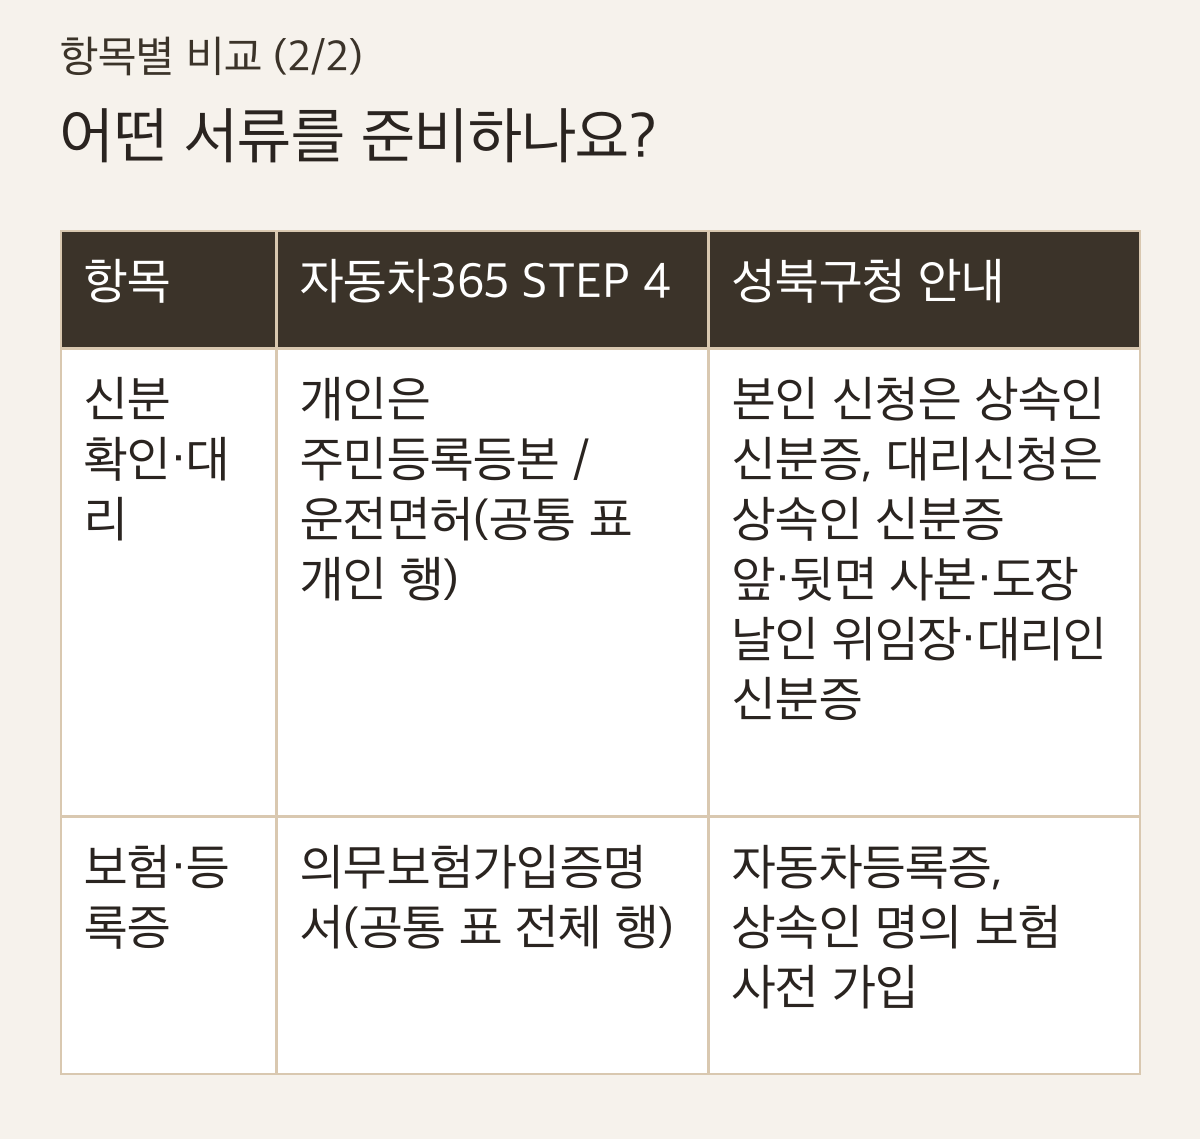 항목별 비교 (2/2)
어떤 서류를 준비하나요?
항목
자동차365 STEP 4
성북구청 안내
신분
확인·대
리
개인은
주민등록등본 /
운전면허(공통 표
개인 행)
본인 신청은 상속인
신분증, 대리신청은
상속인 신분증
앞·뒷면 사본·도장
날인 위임장·대리인
신분증
보험·등
록증
의무보험가입증명
서(공통 표 전체 행)
자동차등록증,
상속인 명의 보험
사전 가입